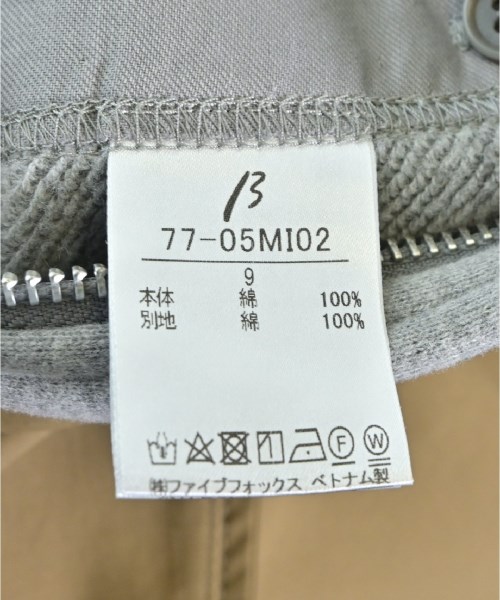 β
77-05MI02
9
本体 綿 100%
別地 綿 100%
F W
㈱ファイブフォックス ベトナム製